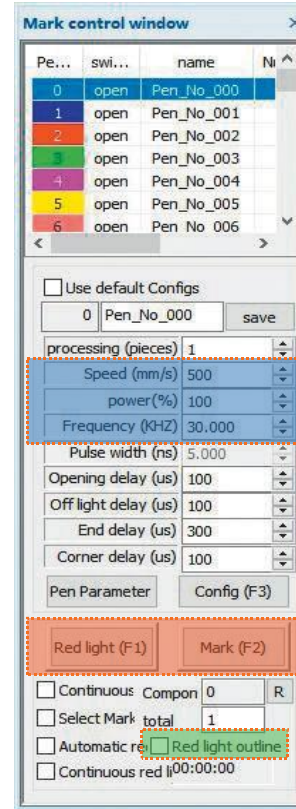 Mark control window
Pe... swi... name Nu
0 open Pen_No_000
1 open Pen_No_001
2 open Pen_No_002
3 open Pen_No_003
4 open Pen_No_004
5 open Pen_No_005
6 open Pen_No_006
Use default Configs
0 Pen_No_000 save
processing (pieces) 1
Speed (mm/s) 500
power(%) 100
Frequency (KHZ) 30.000
Pulse width (ns) 5.000
Opening delay (us) 100
Off light delay (us) 100
End delay (us) 300
Corner delay (us) 100
Pen Parameter Config (F3)
Red light (F1) Mark (F2)
Continuous Compon 0 R
Select Mark total 1
Automatic re Red light outline
Continuous red li 00:00:00